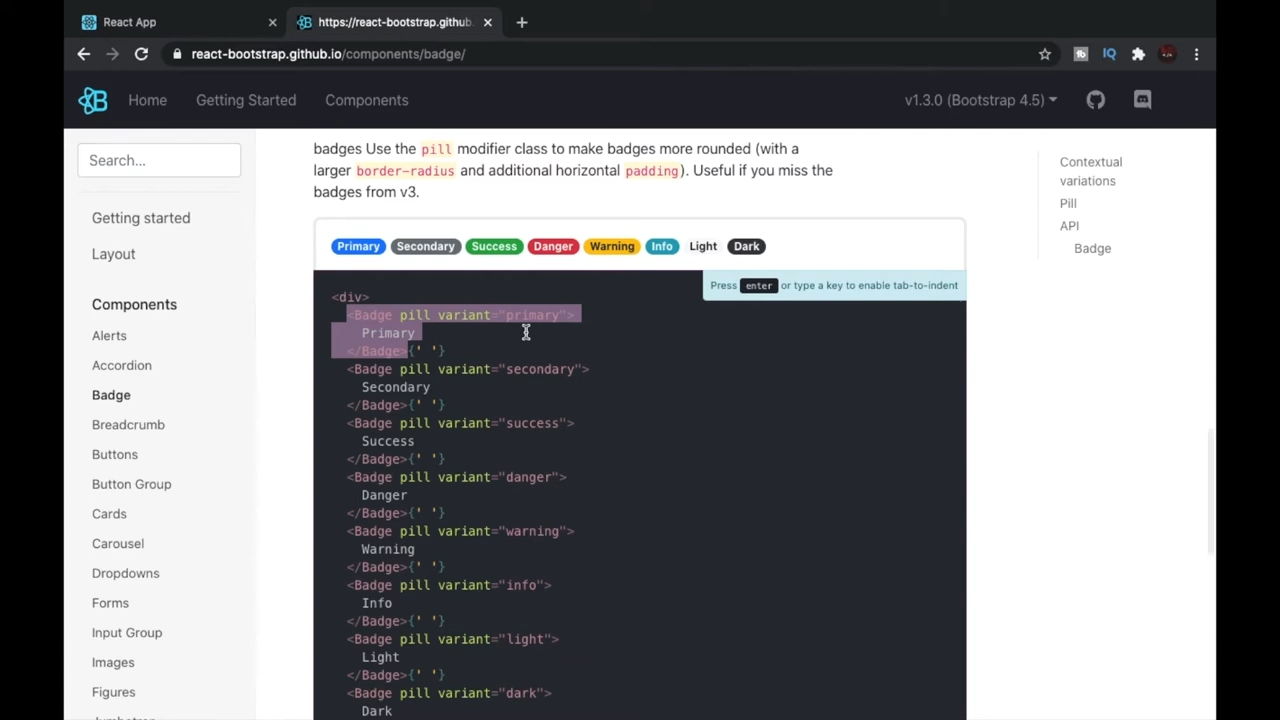 React App
https://react-bootstrap.github.
react-bootstrap.github.io/components/badge/
IQ
Home
Getting Started
Components
v1.3.0 (Bootstrap 4.5)
Search...
Getting started
Layout
Components
Alerts
Accordion
Badge
Breadcrumb
Buttons
Button Group
Cards
Carousel
Dropdowns
Forms
Input Group
Images
Figures
badges Use the pill modifier class to make badges more rounded (with a
larger border-radius and additional horizontal padding). Useful if you miss the
badges from v3.
Primary Secondary Success Danger Warning Info Light Dark
Press enter or type a key to enable tab-to-indent
<div>
<Badge pill variant="primary">
Primary
</Badge>{' '}
<Badge pill variant="secondary">
Secondary
</Badge>{' '}
<Badge pill variant="success">
Success
</Badge>{' '}
<Badge pill variant="danger">
Danger
</Badge>{' '}
<Badge pill variant="warning">
Warning
</Badge>{' '}
<Badge pill variant="info">
Info
</Badge>{' '}
<Badge pill variant="light">
Light
</Badge>{' '}
<Badge pill variant="dark">
Dark
Contextual
variations
Pill
API
Badge